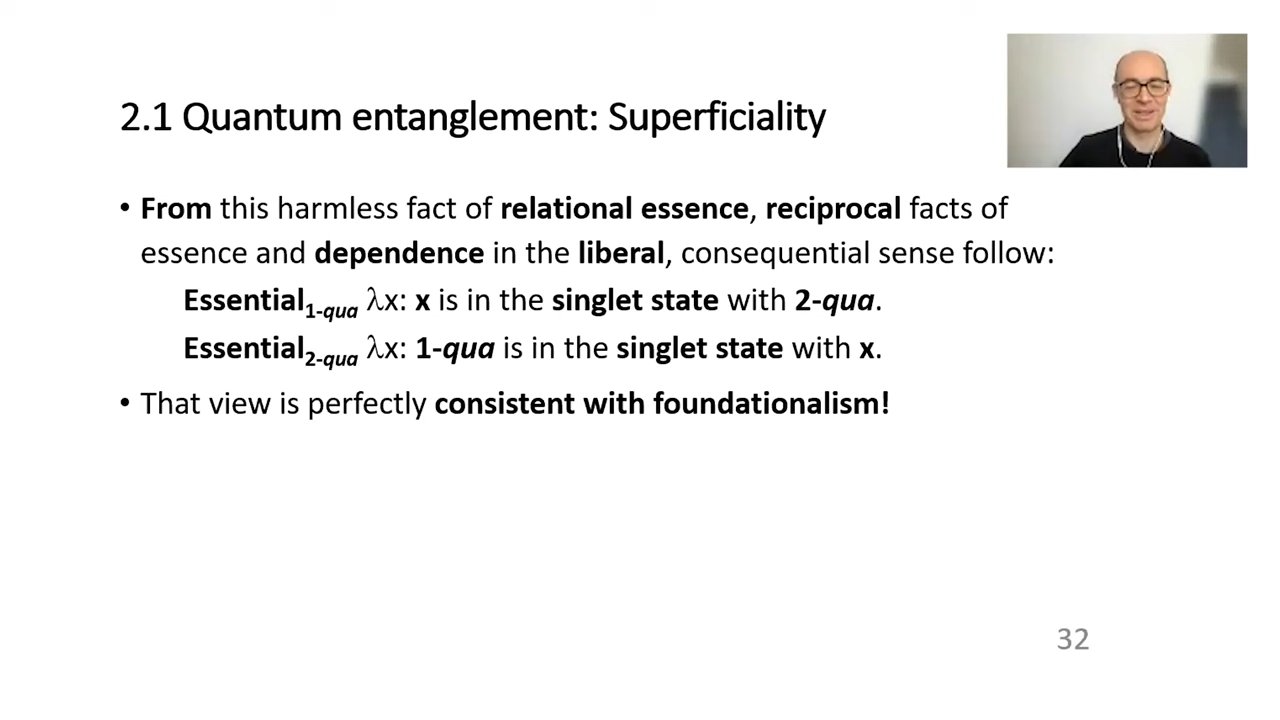 2.1 Quantum entanglement: Superficiality
• From this harmless fact of relational essence, reciprocal facts of
essence and dependence in the liberal, consequential sense follow:
Essential1-qua λx: x is in the singlet state with 2-qua.
Essential2-qua λx: 1-qua is in the singlet state with x.
• That view is perfectly consistent with foundationalism!
32